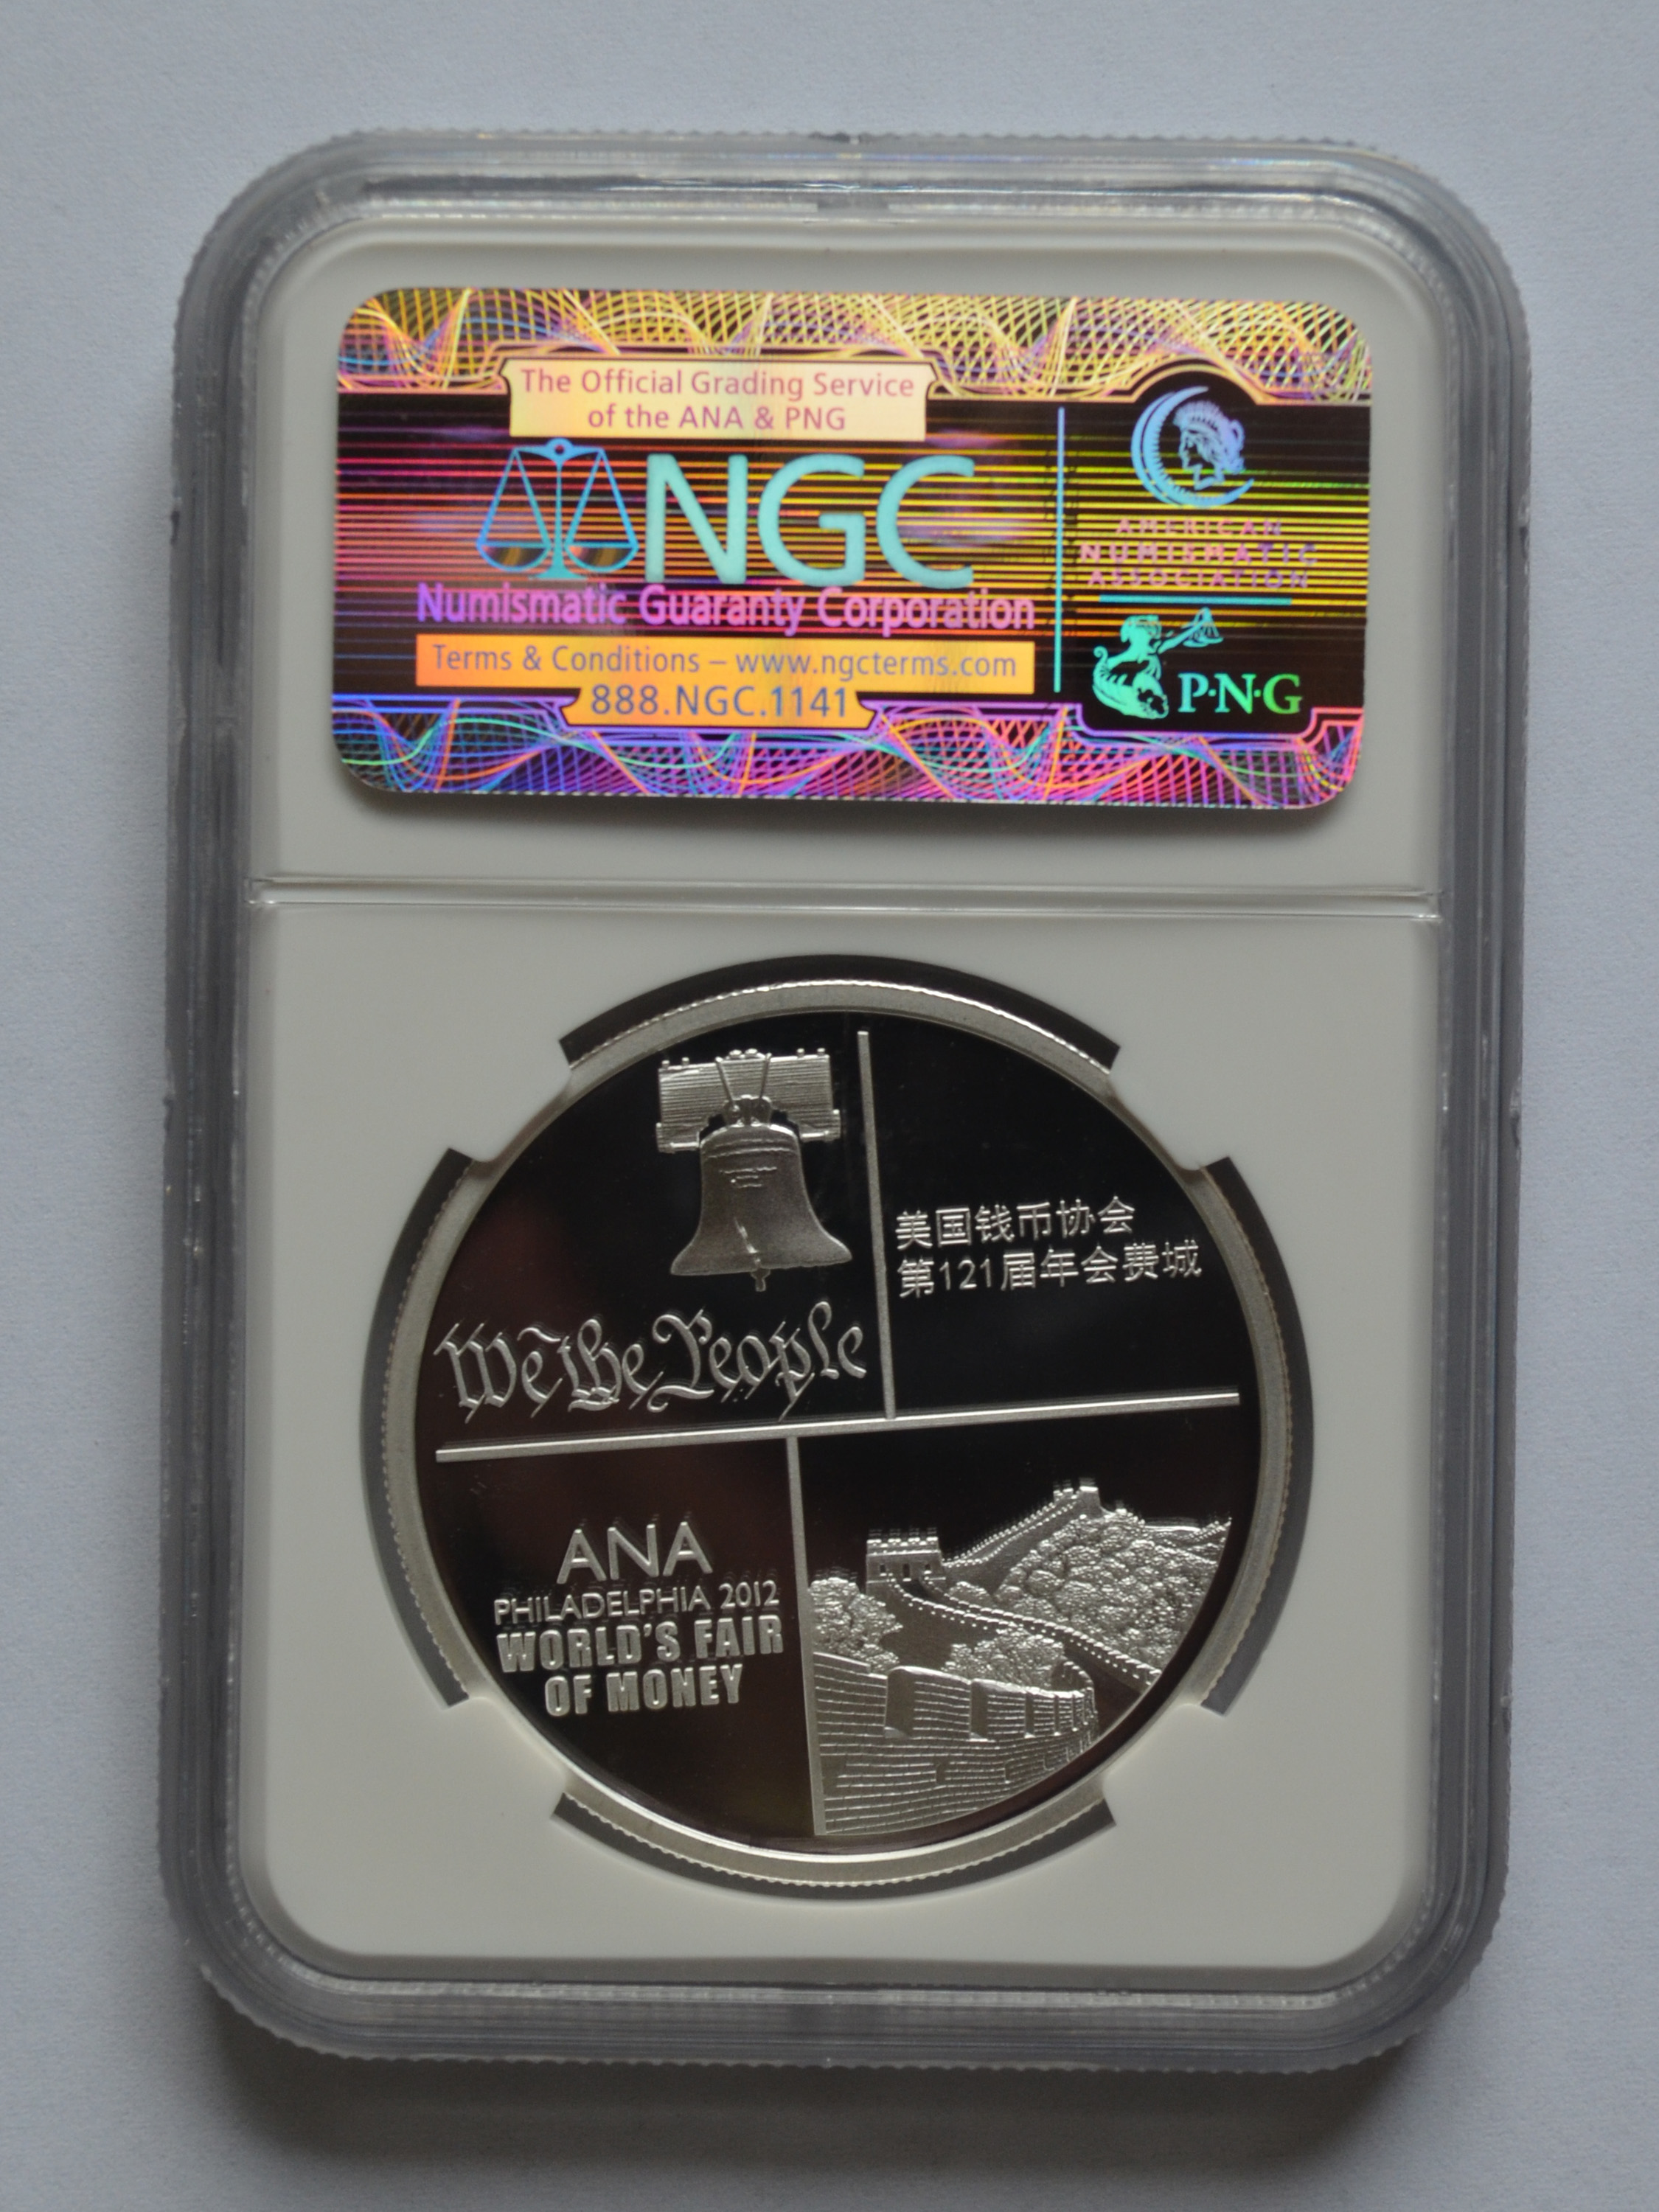 The Official Grading Service
of the ANA & PNG
NGC
Numismatic Guaranty Corporation
Terms & Conditions – www.ngcterms.com
888.NGC.1141
AMERICAN
NUMISMATIC
ASSOCIATION
P·N·G
We the People
美国钱币协会
第121届年会费城
ANA
PHILADELPHIA 2012
WORLD'S FAIR
OF MONEY